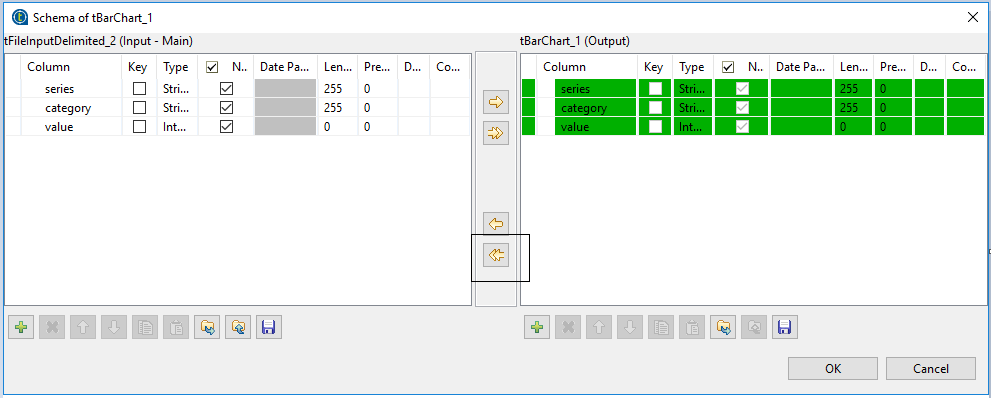 Schema of tBarChart_1
tFileInputDelimited_2 (Input - Main)
Column Key Type N.. Date Pa... Len... Pre... D... Co...
series Stri... 255 0
category Stri... 255 0
value Int... 0 0
tBarChart_1 (Output)
Column Key Type N.. Date Pa... Len... Pre... D... Co...
series Stri... 255 0
category Stri... 255 0
value Int... 0 0
OK Cancel